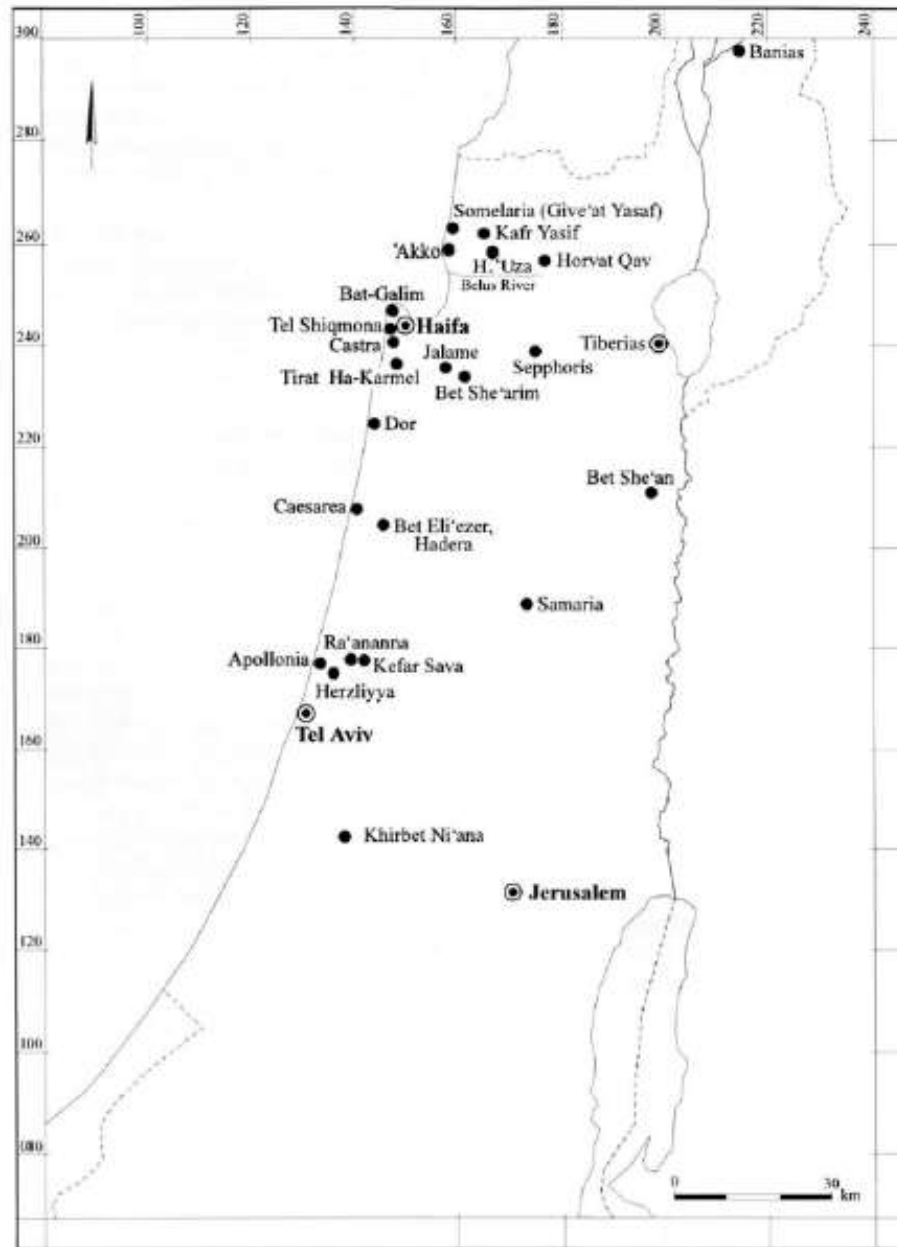 100
120
140
160
180
200
220
240
300
Banias
280
Somelaria (Give‘at Yasaf)
Kafr Yasif
260
‘Akko
H. ‘Uza
Horvat Qav
Belus River
Bat-Galim
Tel Shiqmona
Haifa
240
Castra
Jalame
Tiberias
Sepphoris
Tirat Ha-Karmel
Bet She‘arim
220
Dor
Bet She‘an
Caesarea
Bet Eli‘ezer,
Hadera
200
Samaria
180
Ra‘ananna
Apollonia
Kefar Sava
Herzliyya
Tel Aviv
160
140
Khirbet Ni‘ana
Jerusalem
120
100
080
0 30
km